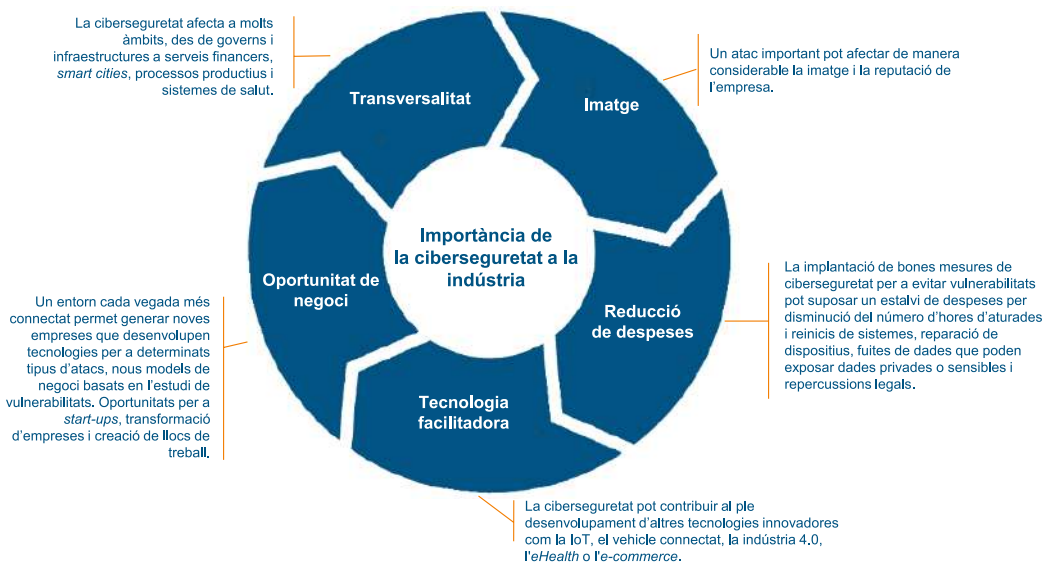 La ciberseguretat afecta a molts
àmbits, des de governs i
infraestructures a serveis financers,
smart cities, processos productius i
sistemes de salut.
Transversalitat
Imatge
Un atac important pot afectar de manera
considerable la imatge i la reputació de
l'empresa.
Importància de
la ciberseguretat a la
indústria
Reducció
de despeses
La implantació de bones mesures de
ciberseguretat per a evitar vulnerabilitats
pot suposar un estalvi de despeses per
disminució del número d'hores d'aturades
i reinicis de sistemes, reparació de
dispositius, fuites de dades que poden
exposar dades privades o sensibles i
repercussions legals.
Tecnologia
facilitadora
La ciberseguretat pot contribuir al ple
desenvolupament d'altres tecnologies innovadores
com la IoT, el vehicle connectat, la indústria 4.0,
l'eHealth o l'e-commerce.
Oportunitat de
negoci
Un entorn cada vegada més
connectat permet generar noves
empreses que desenvolupen
tecnologies per a determinats
tipus d'atacs, nous models de
negoci basats en l'estudi de
vulnerabilitats. Oportunitats per a
start-ups, transformació
d'empreses i creació de llocs de
treball.